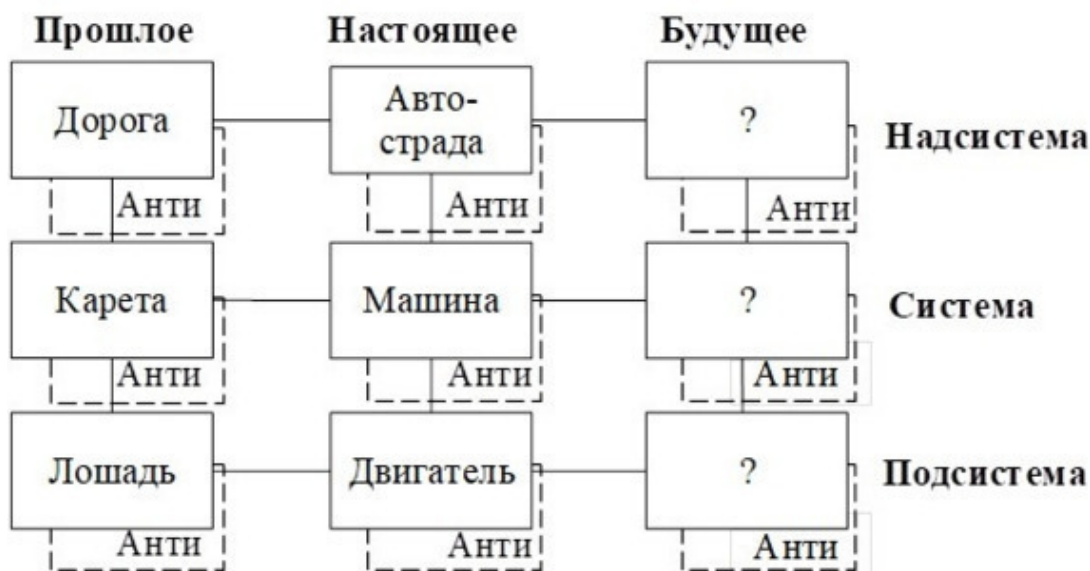 Прошлое Настоящее Будущее
Дорога
Авто-
страда
?
Надсистема
Анти Анти Анти
Карета Машина ? Система
Анти Анти Анти
Лошадь Двигатель ? Подсистема
Анти Анти Анти